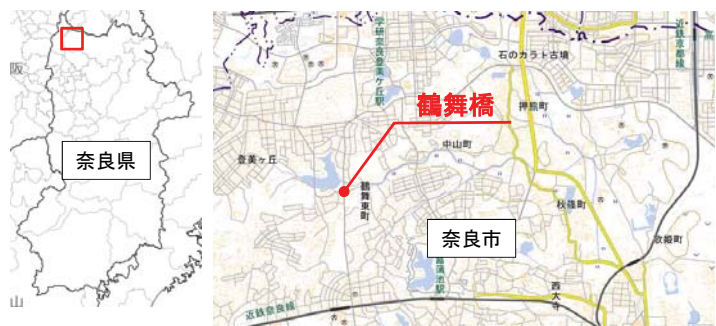 阪
奈良県
山
学研奈良登美ケ丘駅
近鉄京都線
高
石のカラト古墳
鶴舞橋
押熊町
中山町
登美ヶ丘
鶴舞東町
秋篠町
奈良市
歌姫町
菖蒲池駅
西大寺
近鉄奈良線